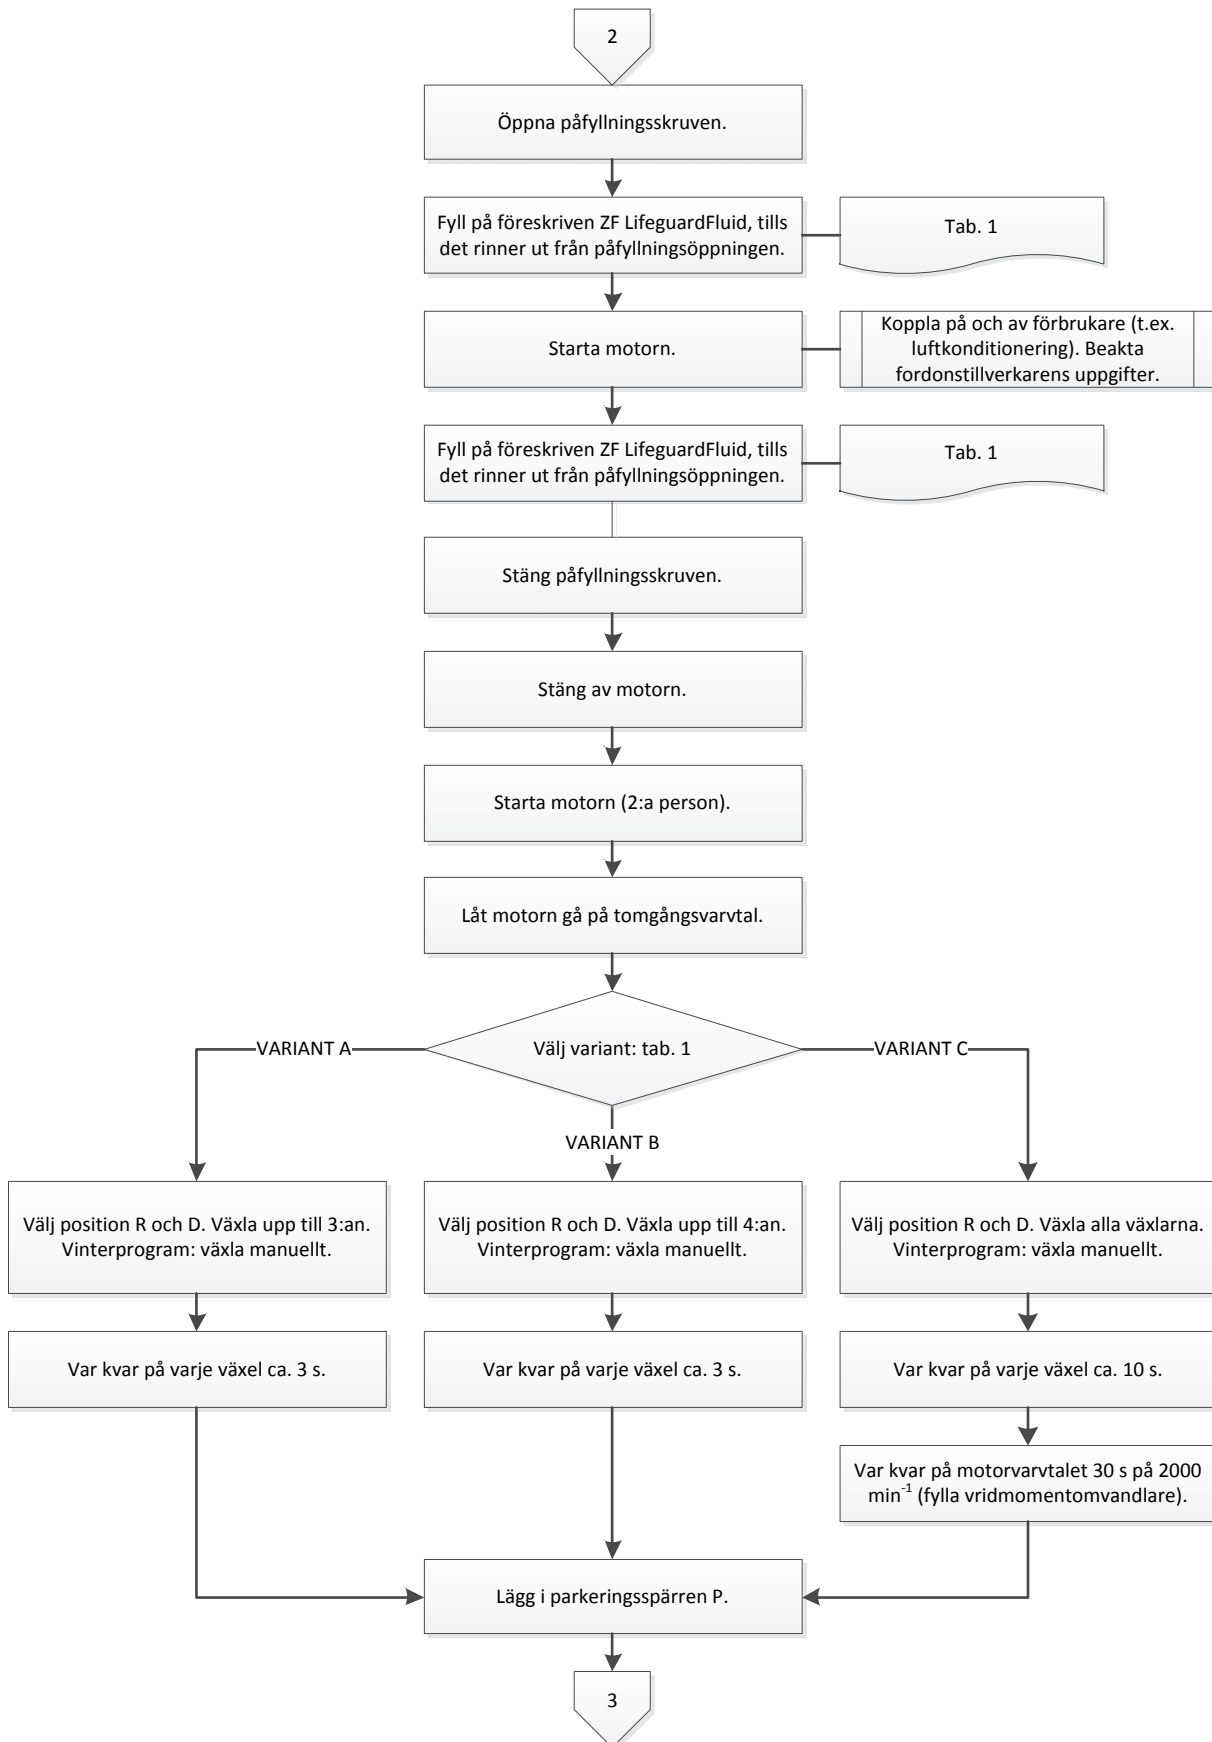 2
Öppna påfyllningsskruven.
Fyll på föreskriven ZF LifeguardFluid, tills
det rinner ut från påfyllningsöppningen.
Tab. 1
Starta motorn.
Koppla på och av förbrukare (t.ex.
luftkonditionering). Beakta
fordonstillverkarens uppgifter.
Fyll på föreskriven ZF LifeguardFluid, tills
det rinner ut från påfyllningsöppningen.
Tab. 1
Stäng påfyllningsskruven.
Stäng av motorn.
Starta motorn (2:a person).
Låt motorn gå på tomgångsvarvtal.
Välj variant: tab. 1
VARIANT A
VARIANT B
VARIANT C
Välj position R och D. Växla upp till 3:an.
Vinterprogram: växla manuellt.
Välj position R och D. Växla upp till 4:an.
Vinterprogram: växla manuellt.
Välj position R och D. Växla alla växlarna.
Vinterprogram: växla manuellt.
Var kvar på varje växel ca. 3 s.
Var kvar på varje växel ca. 3 s.
Var kvar på varje växel ca. 10 s.
Var kvar på motorvarvtalet 30 s på 2000
min⁻¹ (fylla vridmomentomvandlare).
Lägg i parkeringsspärren P.
3